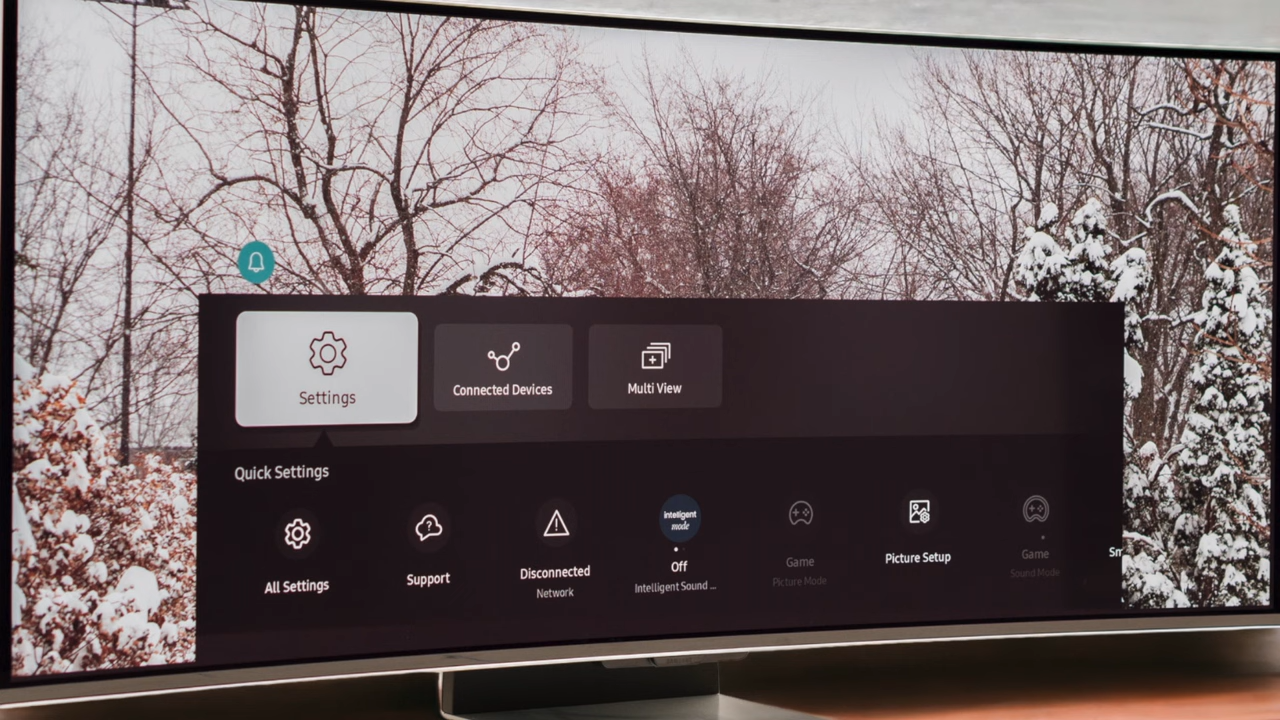 Settings
Connected Devices
Multi View
Quick Settings
All Settings
Support
Disconnected
Network
intelligent
mode
Off
Intelligent Sound ...
Game
Picture Mode
Picture Setup
Game
Sound Mode
Sm